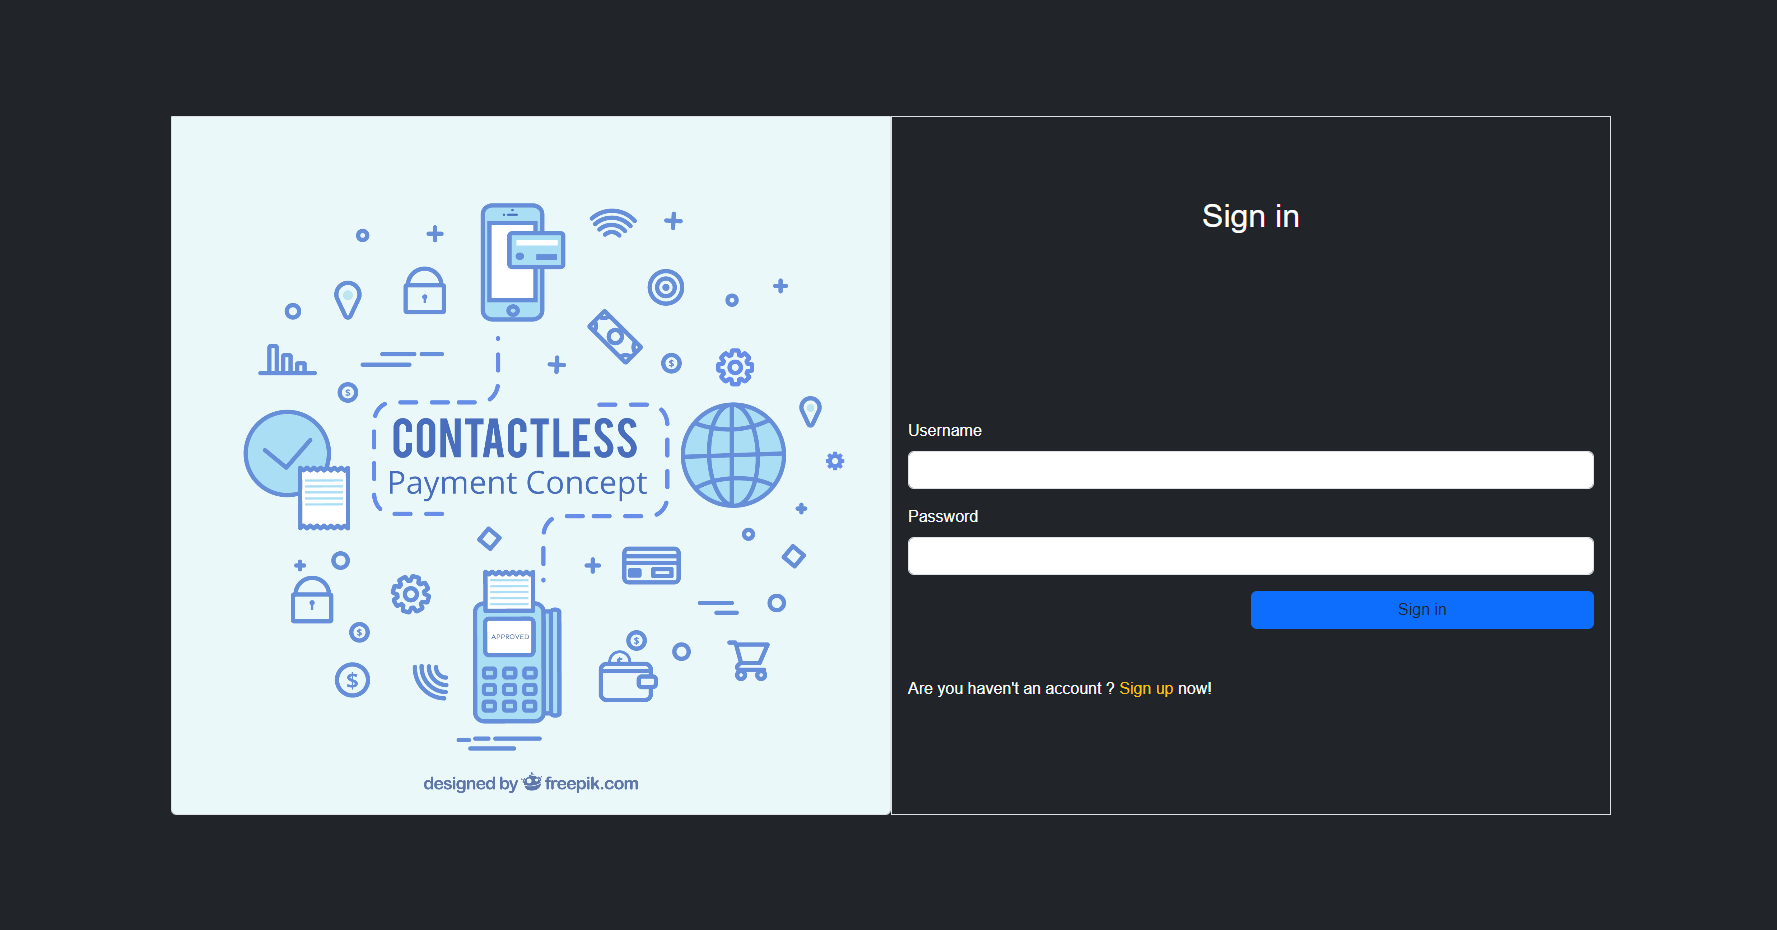 CONTACTLESS
Payment Concept
APPROVED
$
$
$
$
$
$
designed by freepik.com
Sign in
Username
Password
Sign in
Are you haven't an account ? Sign up now!